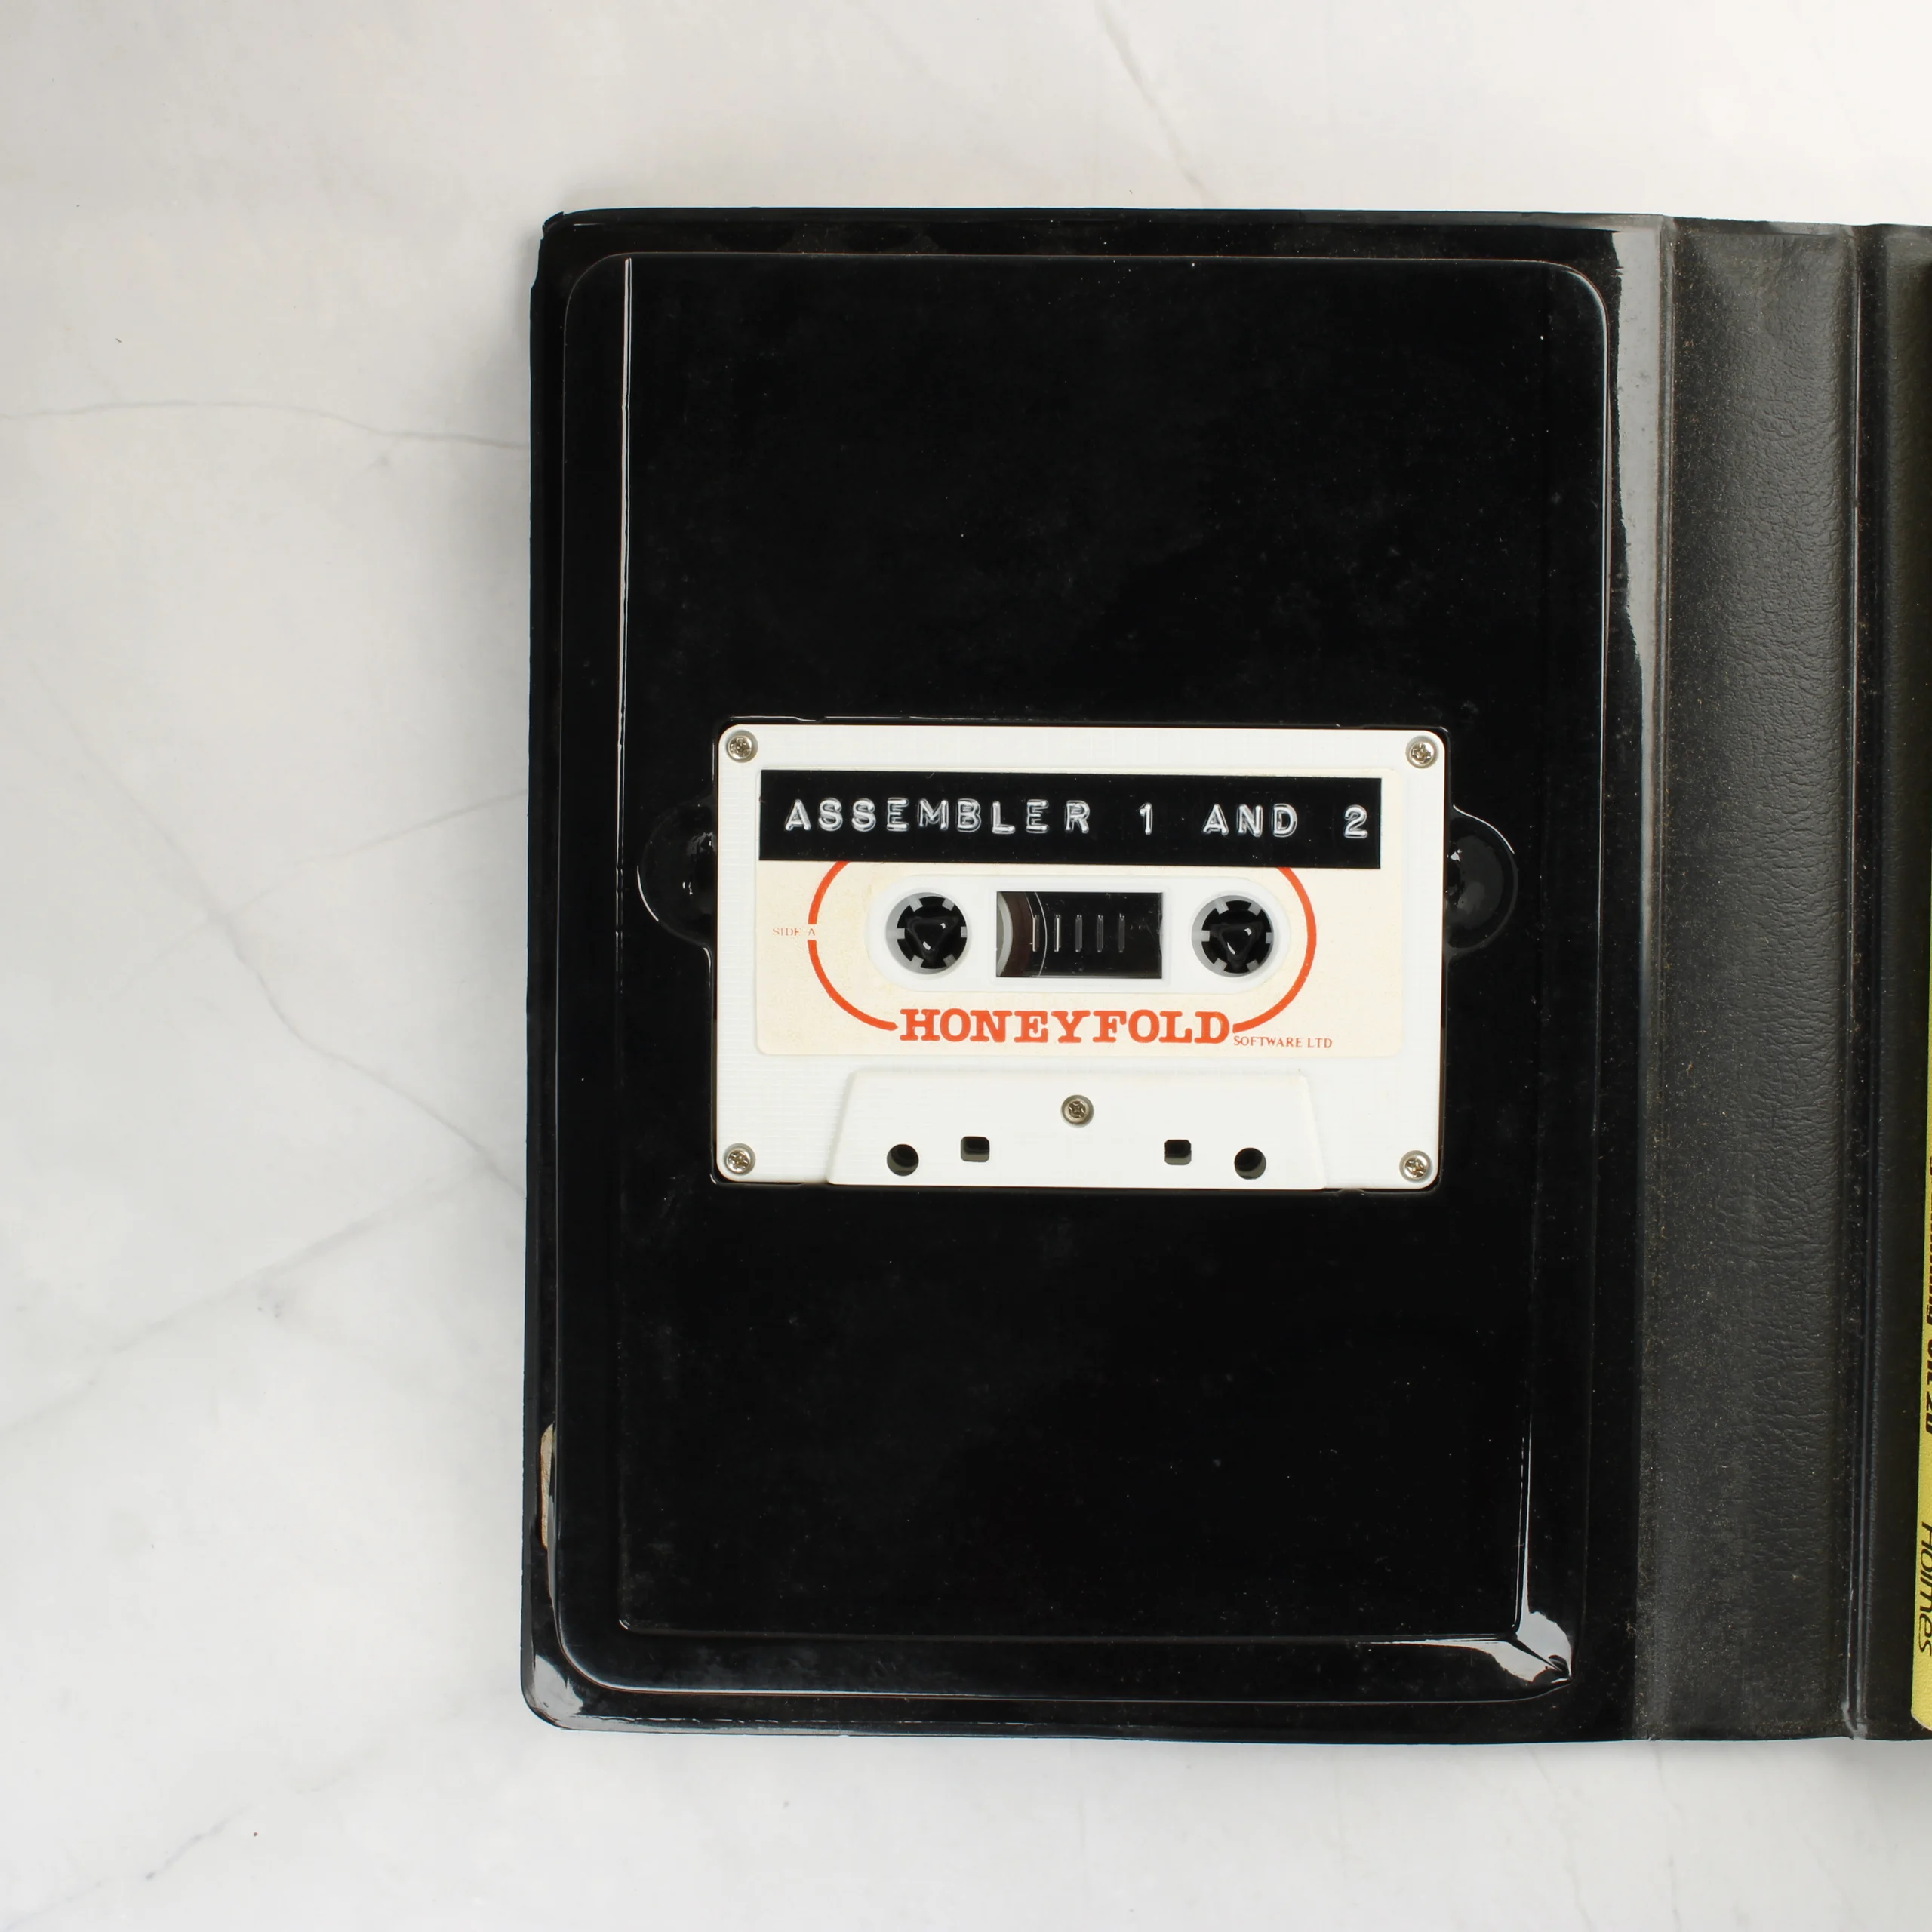 ASSEMBLER 1 AND 2
SIDE A
HONEYFOLD
SOFTWARE LTD
Holmes